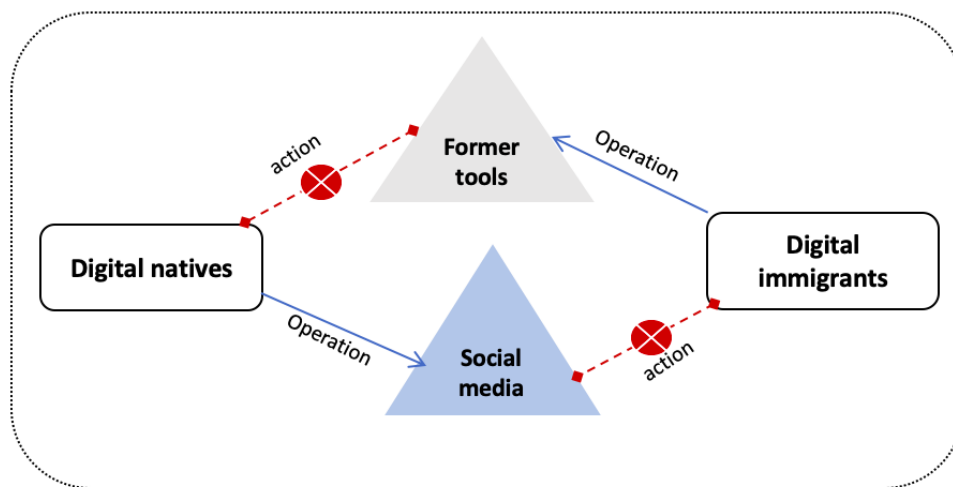 Former
tools
action
Operation
Digital natives
Digital
immigrants
Operation
Social
media
action